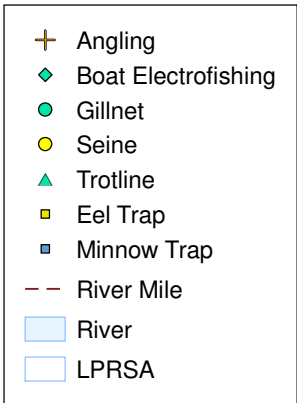 Angling
Boat Electrofishing
Gillnet
Seine
Trotline
Eel Trap
Minnow Trap
River Mile
River
LPRSA